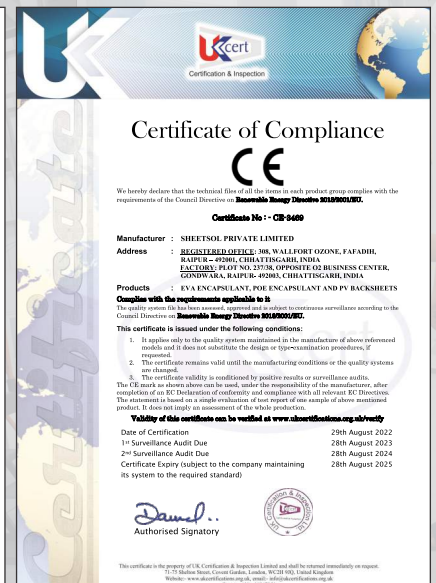 UKcert
Certification & Inspection
Certificate of Compliance
CE
We hereby declare that the technical files of all the items in each product group complies with the
requirements of the Council Directive on Renewable Energy Directive 2018/2001/EU.
Certificate No : - CE-3469
Manufacturer : SHEETSOL PRIVATE LIMITED
Address : REGISTERED OFFICE: 308, WALLFORT OZONE, FAFADIH,
RAIPUR – 492001, CHHATTISGARH, INDIA
FACTORY: PLOT NO. 237/38, OPPOSITE O2 BUSINESS CENTER,
GONDWARA, RAIPUR- 492003, CHHATTISGARH, INDIA
Products : EVA ENCAPSULANT, POE ENCAPSULANT AND PV BACKSHEETS
Complies with the requirements applicable to it
The quality system file has been assessed, approved and is subject to continuous surveillance according to the
Council Directive on Renewable Energy Directive 2018/2001/EU.
This certificate is issued under the following conditions:
1. It applies only to the quality system maintained in the manufacture of above referenced
models and it does not substitute the design or type-examination procedures, if
requested.
2. The certificate remains valid until the manufacturing conditions or the quality systems
are changed.
3. The certificate validity is conditioned by positive results or surveillance audits.
The CE mark as shown above can be used, under the responsibility of the manufacturer, after
completion of an EC Declaration of conformity and compliance with all relevant EC Directives.
The statement is based on a single evaluation of test report of one sample of above mentioned
product. It does not imply an assessment of the whole production.
Validity of this certificate can be verified at www.ukcertifications.org.uk/verify
Date of Certification 29th August 2022
1st Surveillance Audit Due 28th August 2023
2nd Surveillance Audit Due 28th August 2024
Certificate Expiry (subject to the company maintaining 28th August 2025
its system to the required standard)
Authorised Signatory
This certificate is the property of UK Certification & Inspection Limited and shall be returned immediately on request.
71-75 Shelton Street, Covent Garden, London, WC2H 9JQ, United Kingdom
Website:- www.ukcertifications.org.uk, email:- info@ukcertifications.org.uk
Certificate